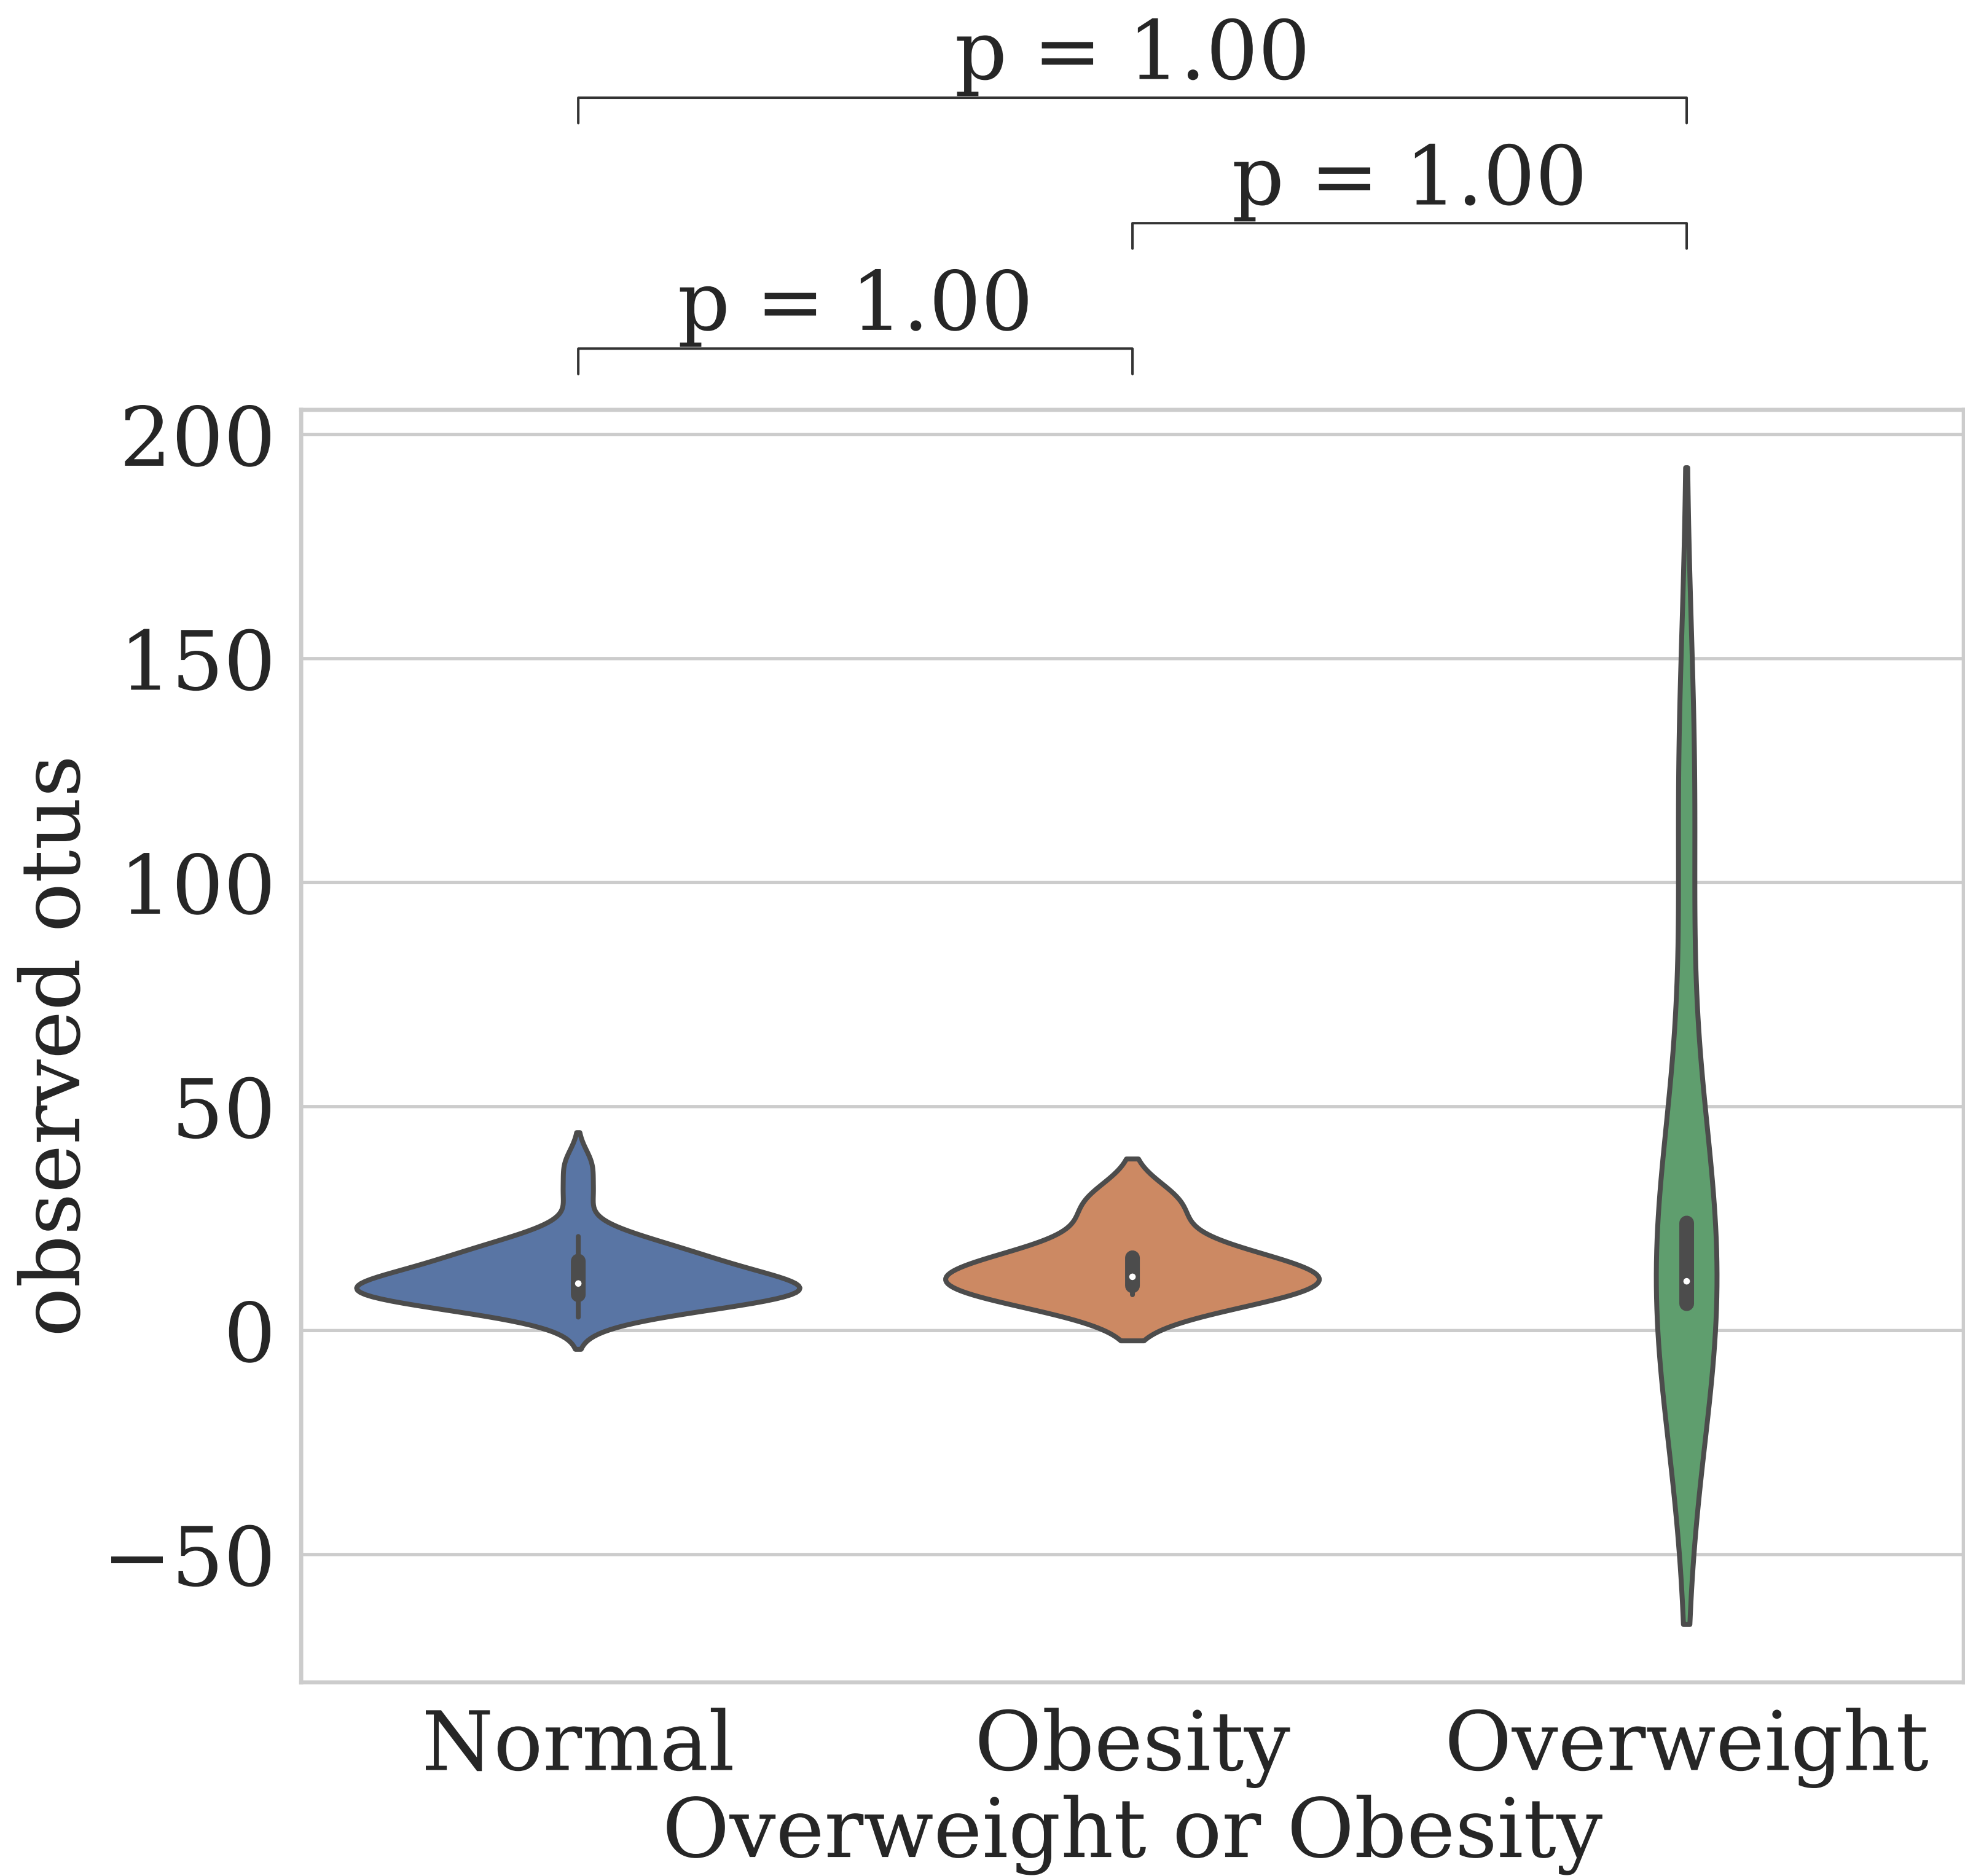 p = 1.00
p = 1.00
p = 1.00
200
150
100
50
0
−50
observed otus
Normal
Obesity
Overweight
Overweight or Obesity